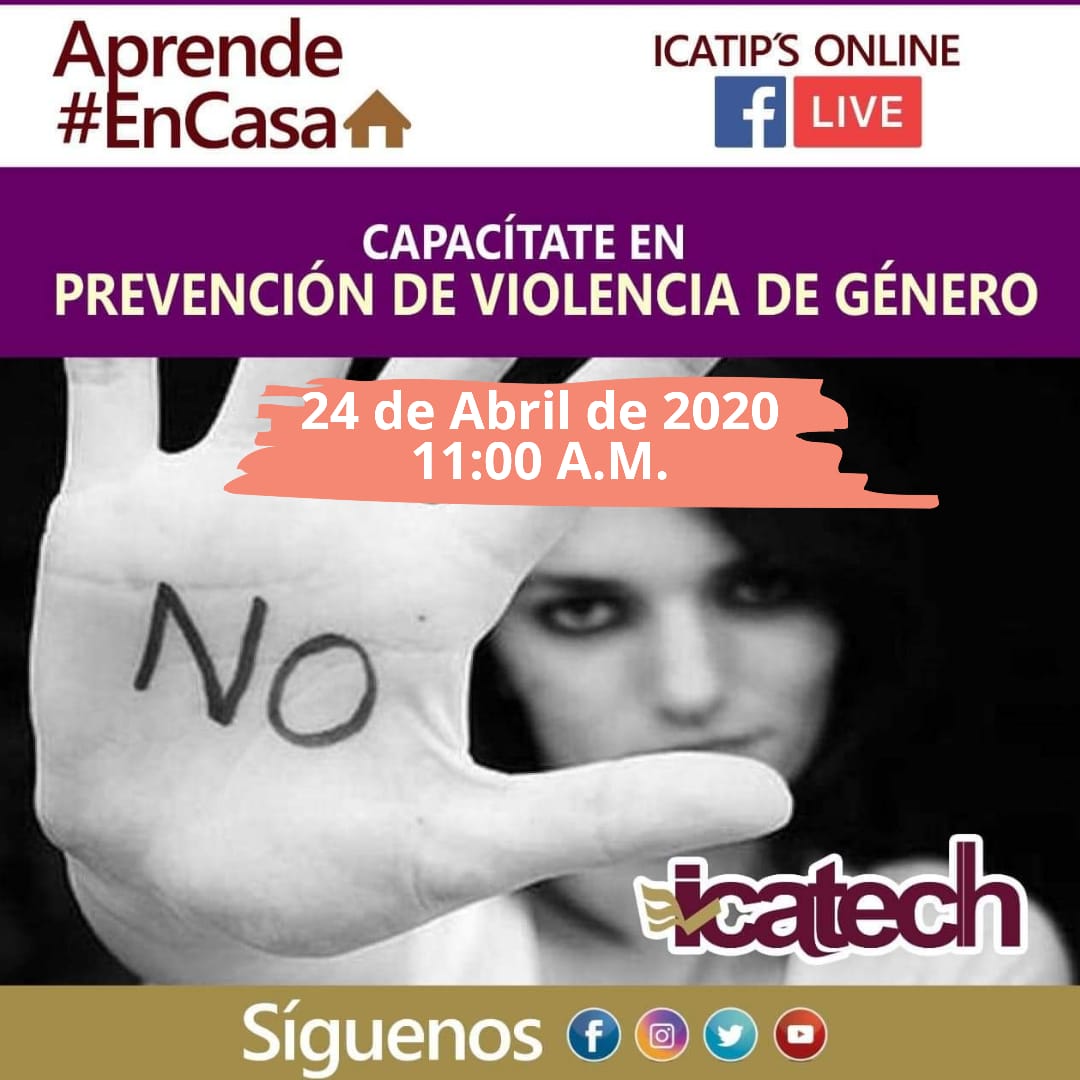 Aprende
#EnCasa
ICATIP'S ONLINE
f LIVE
CAPACÍTATE EN
PREVENCIÓN DE VIOLENCIA DE GÉNERO
24 de Abril de 2020
11:00 A.M.
NO
icatech
Síguenos